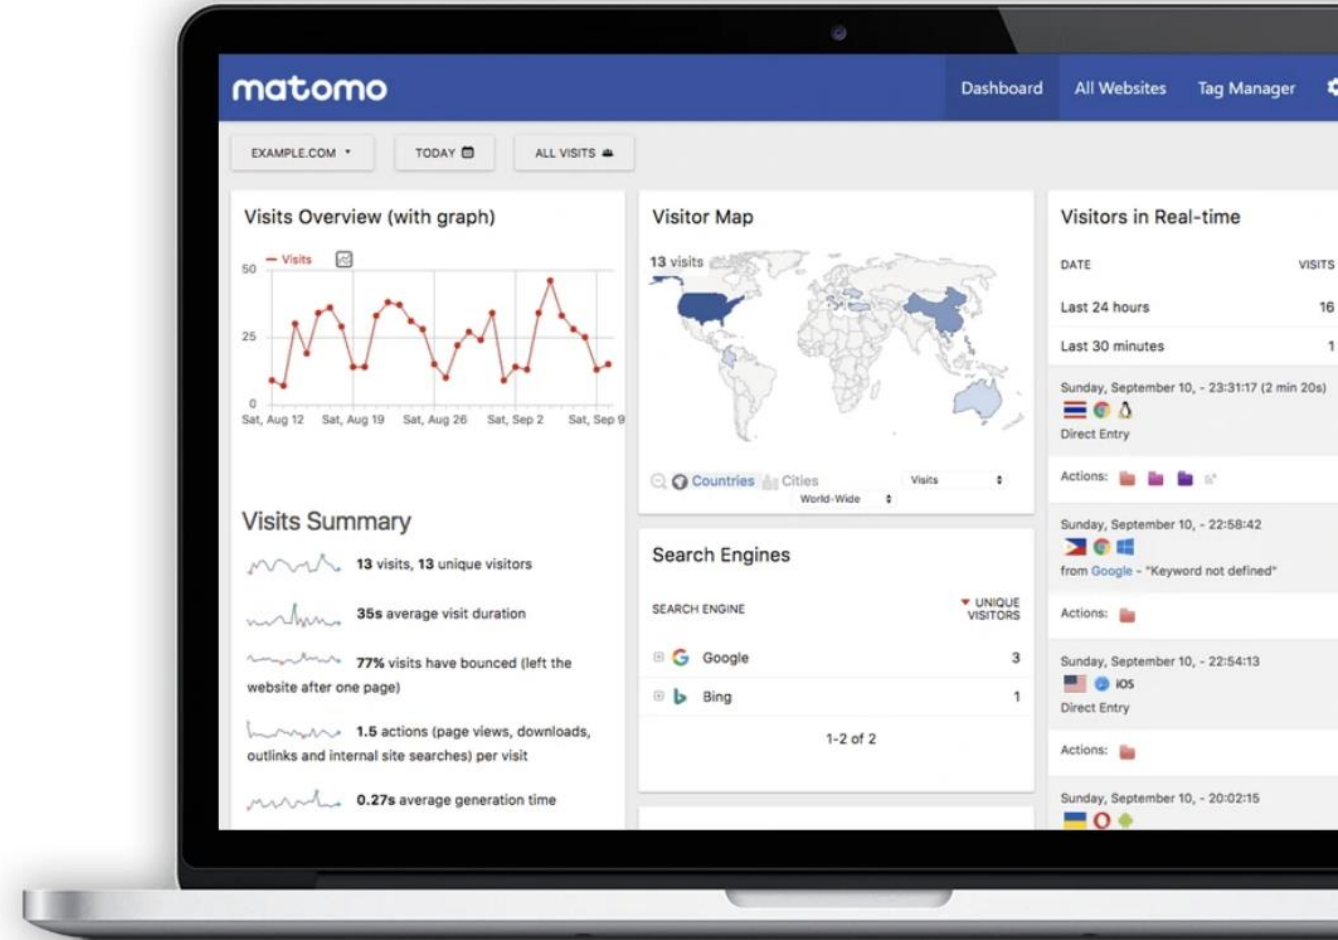 matomo
Dashboard
All Websites
Tag Manager
EXAMPLE.COM
TODAY
ALL VISITS
Visits Overview (with graph)
Visits
50
25
0
Sat, Aug 12
Sat, Aug 19
Sat, Aug 26
Sat, Sep 2
Sat, Sep 9
Visits Summary
13 visits, 13 unique visitors
35s average visit duration
77% visits have bounced (left the
website after one page)
1.5 actions (page views, downloads,
outlinks and internal site searches) per visit
0.27s average generation time
Visitor Map
13 visits
Countries
Cities
Visits
World-Wide
Search Engines
SEARCH ENGINE
UNIQUE
VISITORS
Google
3
Bing
1
1-2 of 2
Visitors in Real-time
DATE
VISITS
Last 24 hours
16
Last 30 minutes
1
Sunday, September 10, - 23:31:17 (2 min 20s)
Direct Entry
Actions:
Sunday, September 10, - 22:58:42
from Google - "Keyword not defined"
Actions:
Sunday, September 10, - 22:54:13
iOS
Direct Entry
Actions:
Sunday, September 10, - 20:02:15